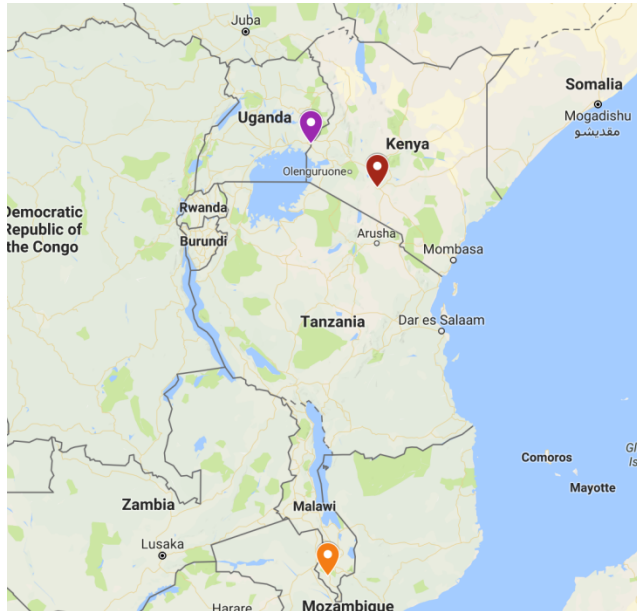 Juba
Somalia
Mogadishu
مقديشو
Uganda
Kenya
Olenguruone
Rwanda
Democratic
Republic of
the Congo
Burundi
Arusha
Mombasa
Tanzania
Dar es Salaam
Comoros
Mayotte
Zambia
Malawi
Lusaka
Harare
Mozambique